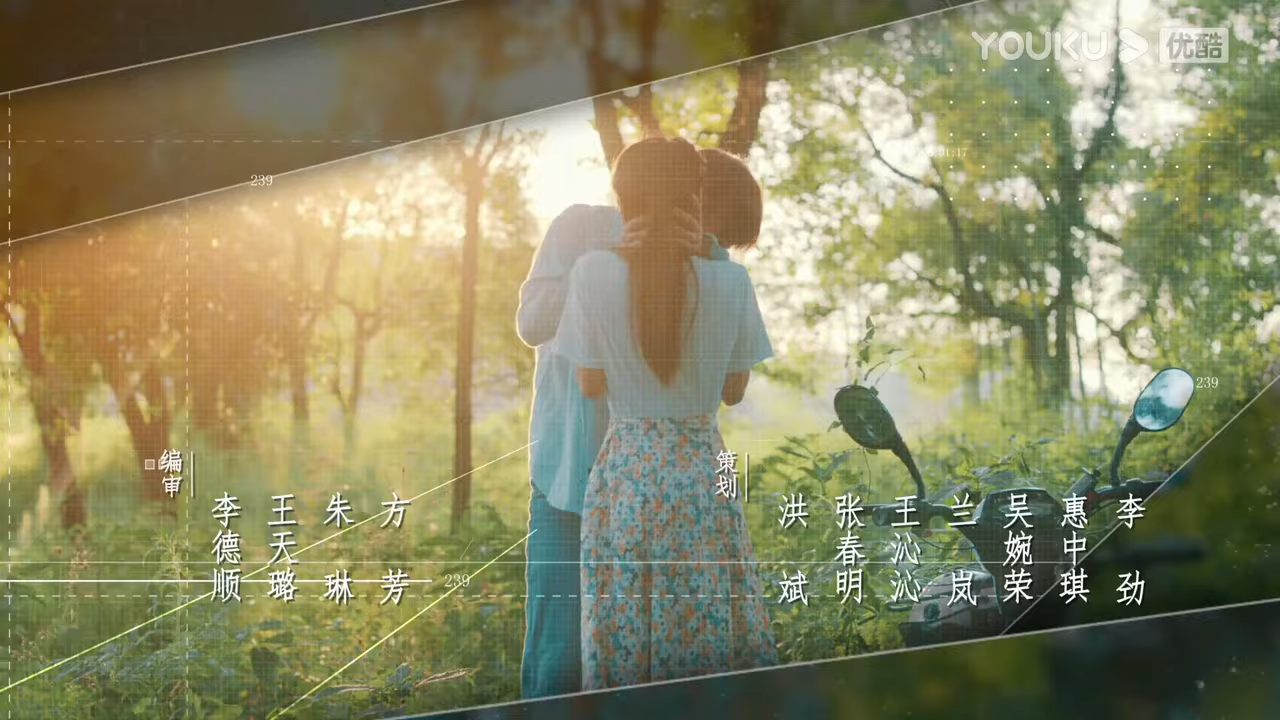 YOUKU 优酷
01:17
239
239
编审
李德顺
王天璐
朱琳
方芳
策划
洪斌
张春明
王沁沁
兰岚
吴婉荣
惠中琪
李劲
239